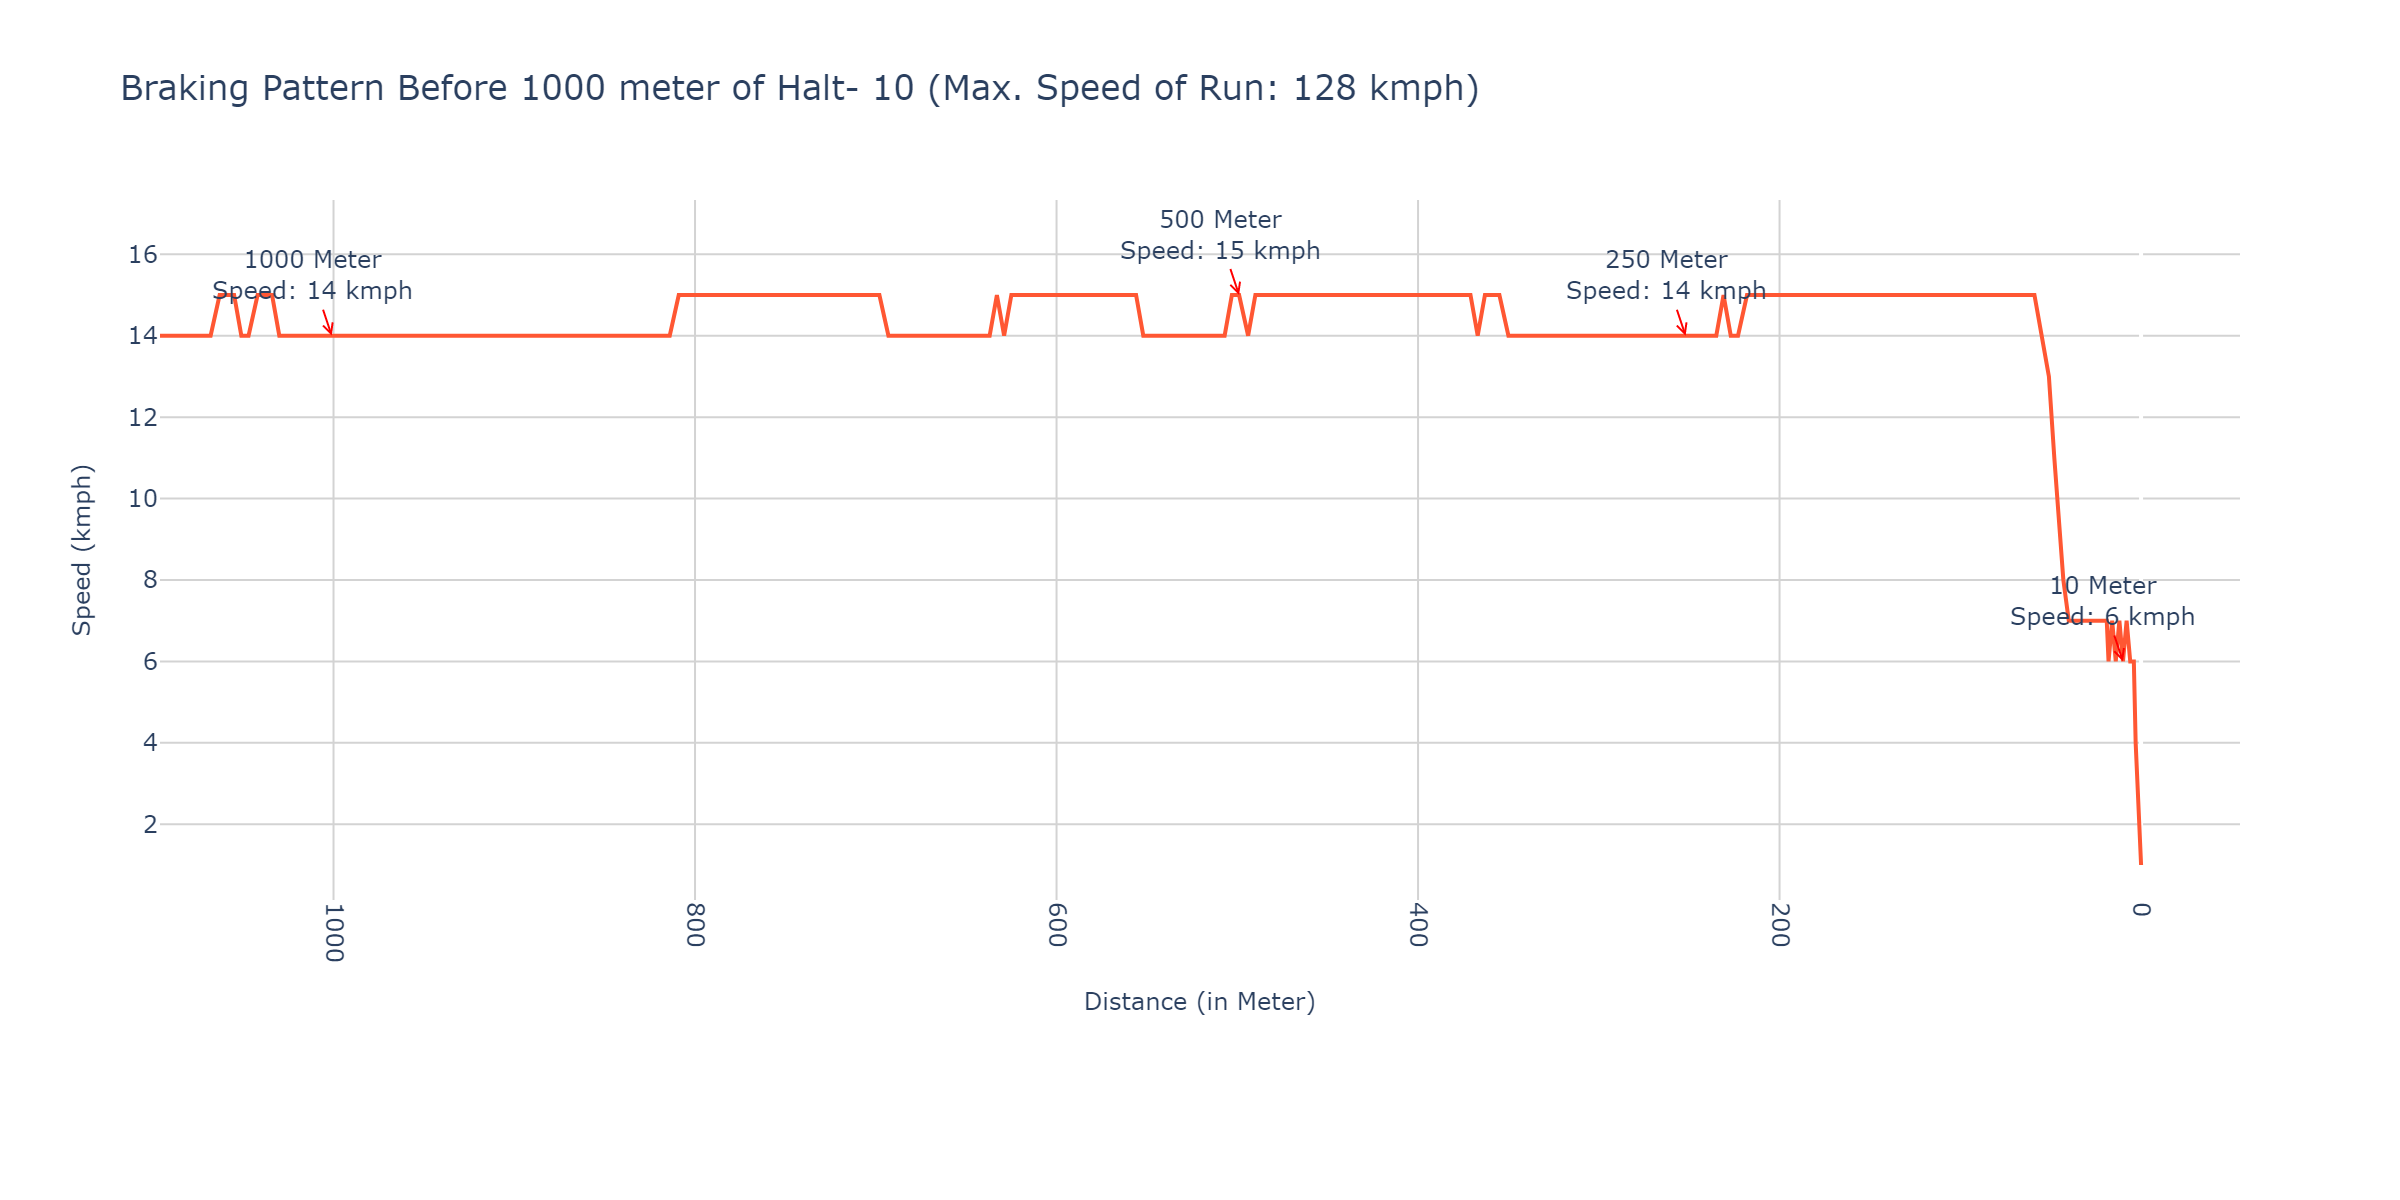 Braking Pattern Before 1000 meter of Halt- 10 (Max. Speed of Run: 128 kmph)
500 Meter
Speed: 15 kmph
1000 Meter
Speed: 14 kmph
250 Meter
Speed: 14 kmph
10 Meter
Speed: 6 kmph
16
14
12
10
8
6
4
2
Speed (kmph)
1000
800
600
400
200
0
Distance (in Meter)